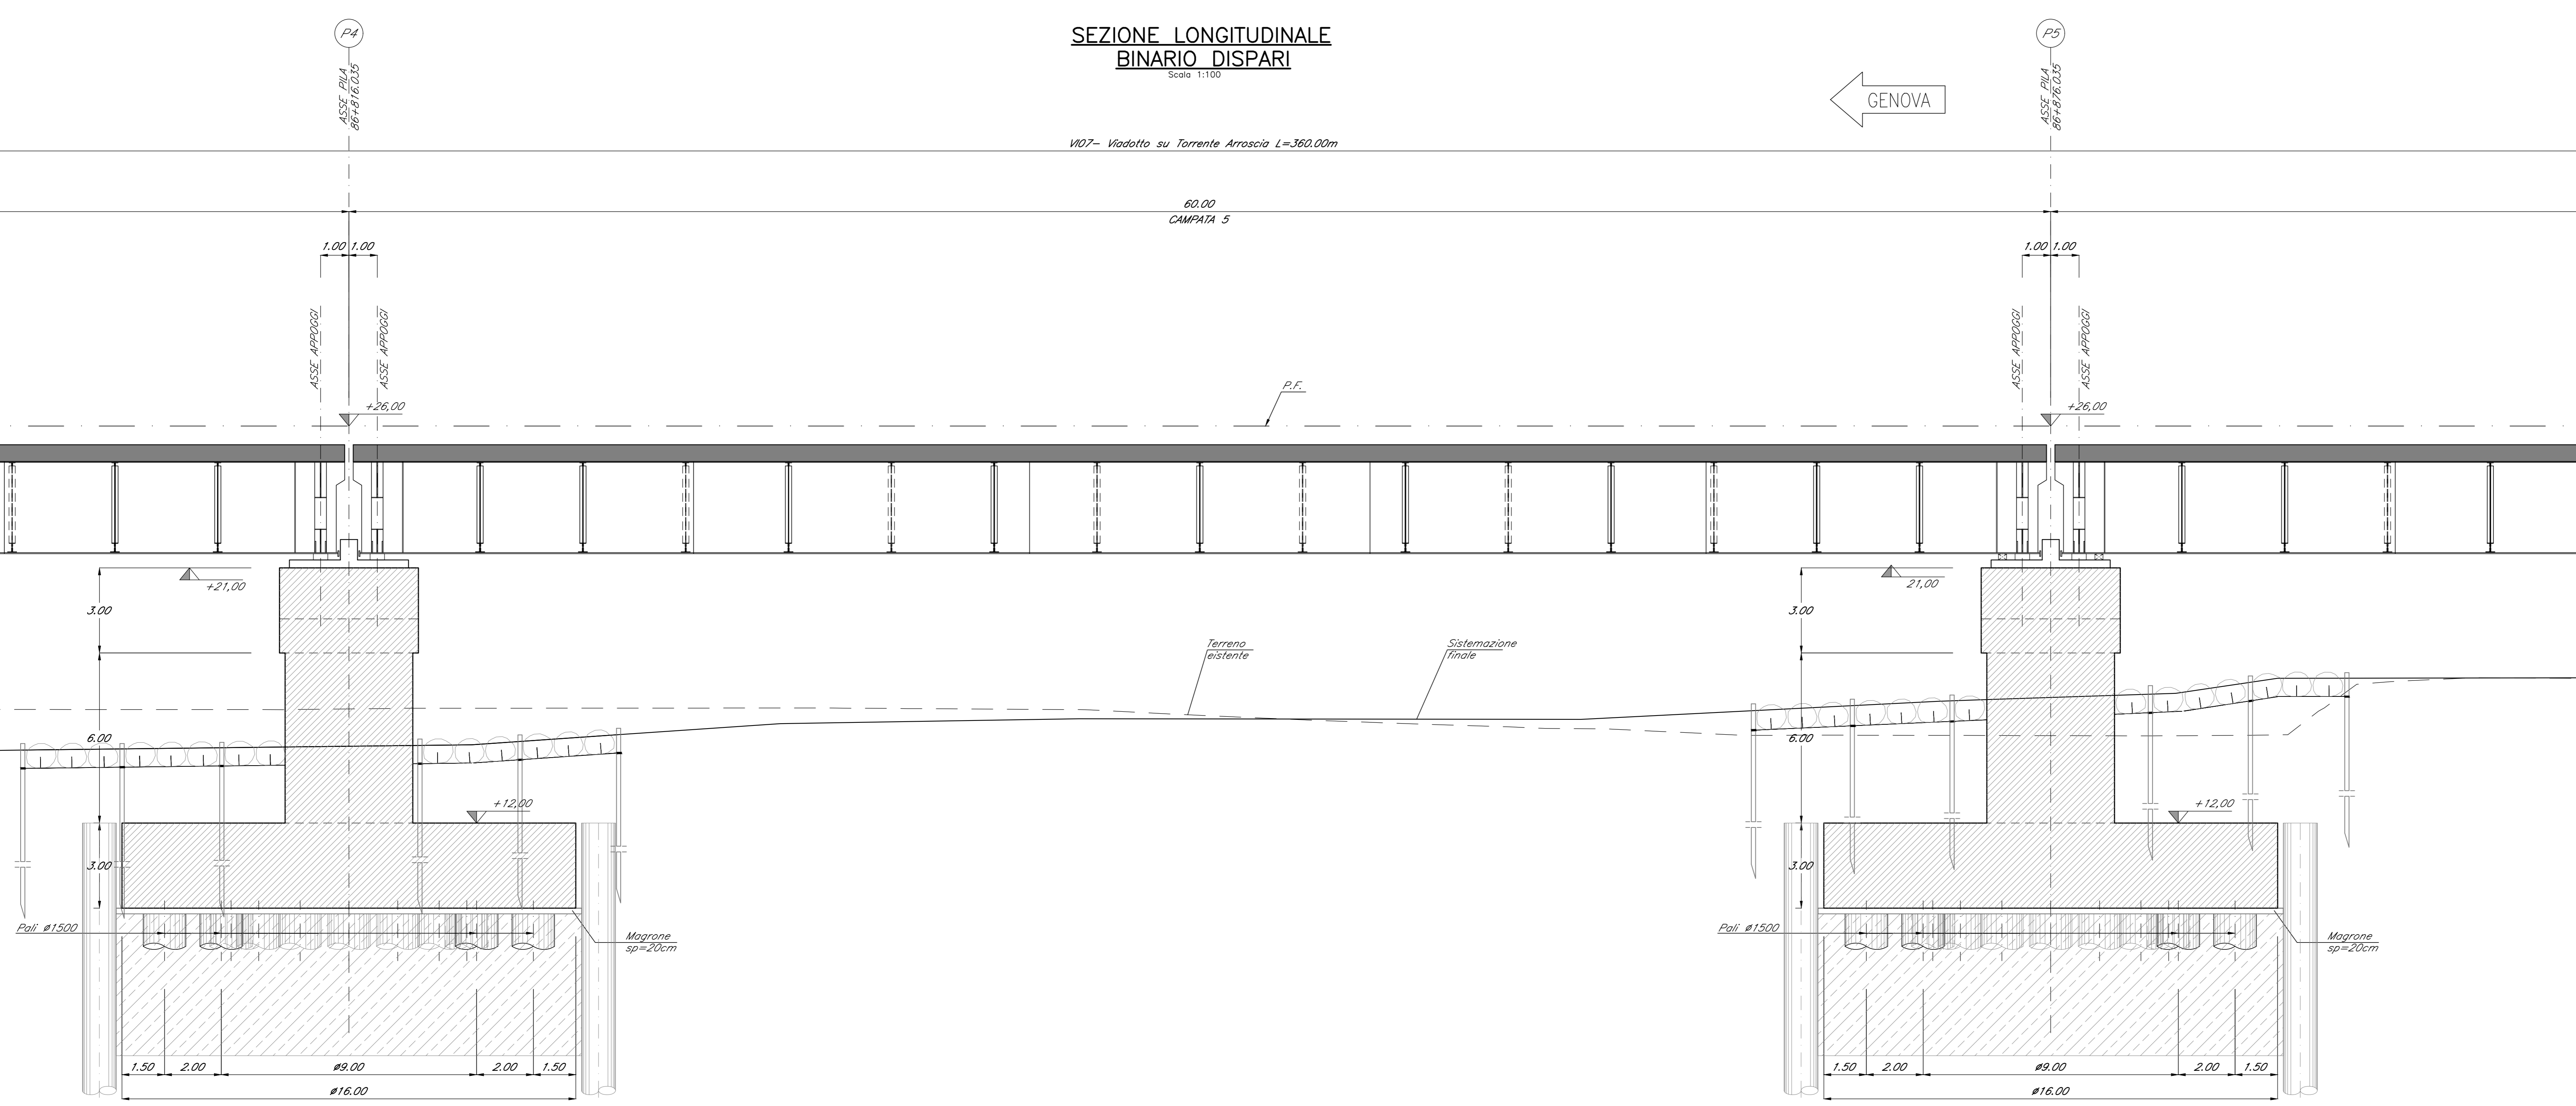 P4
SEZIONE LONGITUDINALE
BINARIO DISPARI
Scala 1:100
P5
ASSE PILA
86+816.035
GENOVA
ASSE PILA
86+876.035
VI07- Viadotto su Torrente Arroscia L=360.00m
60.00
CAMPATA 5
1.00 1.00
1.00 1.00
ASSE APPOGGI
ASSE APPOGGI
ASSE APPOGGI
ASSE APPOGGI
P.F.
+26,00
+26,00
+21,00
21,00
3.00
3.00
Terreno
eistente
Sistemazione
finale
6.00
6.00
+12,00
+12,00
3.00
3.00
Pali ø1500
Magrone
sp=20cm
Pali ø1500
Magrone
sp=20cm
1.50 2.00 ø9.00 2.00 1.50
ø16.00
1.50 2.00 ø9.00 2.00 1.50
ø16.00